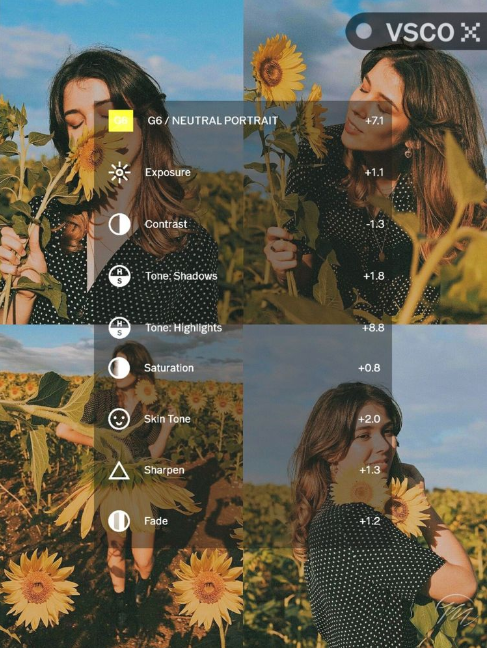 VSCO
G6 G6 / NEUTRAL PORTRAIT +7.1
Exposure +1.1
Contrast -1.3
H S Tone: Shadows +1.8
H S Tone: Highlights +8.8
Saturation +0.8
Skin Tone +2.0
Sharpen +1.3
Fade +1.2